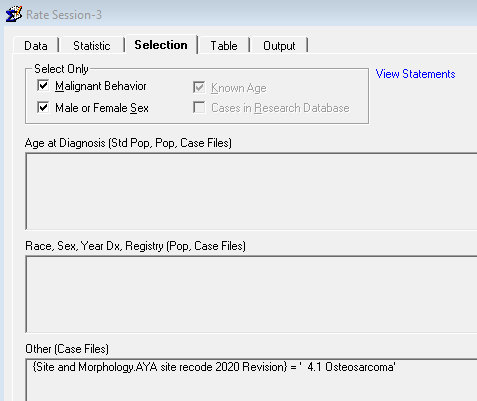 Rate Session-3
Data Statistic Selection Table Output
Select Only
Malignant Behavior Known Age
Male or Female Sex Cases in Research Database
View Statements
Age at Diagnosis (Std Pop, Pop, Case Files)
Race, Sex, Year Dx, Registry (Pop, Case Files)
Other (Case Files)
{Site and Morphology.AYA site recode 2020 Revision} = '  4.1 Osteosarcoma'